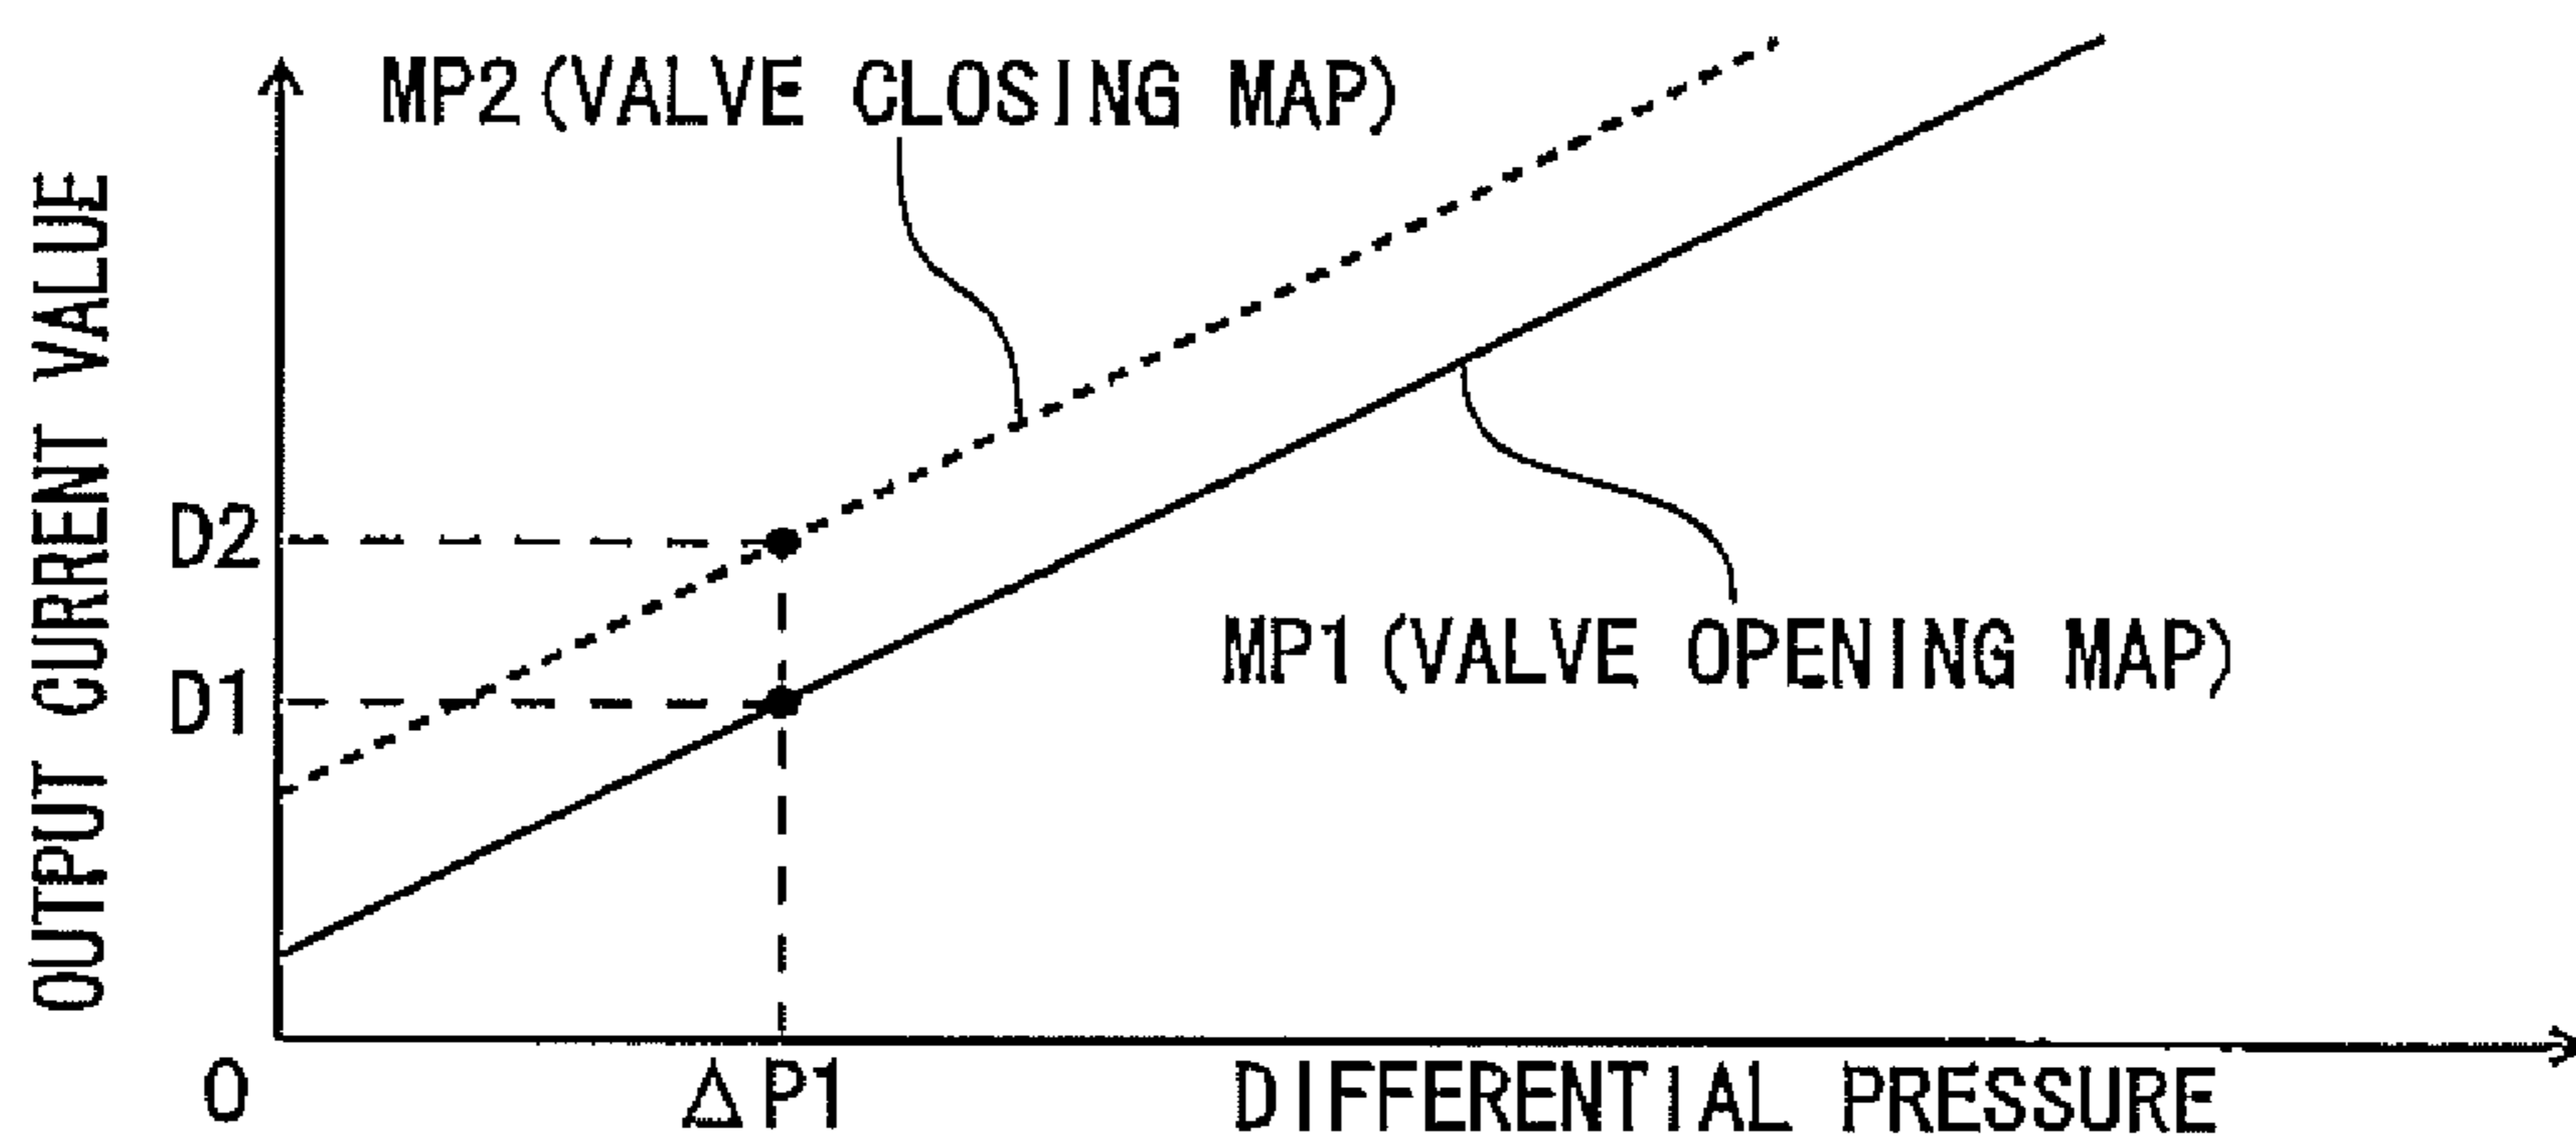 MP2(VALVE CLOSING MAP)
OUTPUT CURRENT VALUE
D2
D1
MP1(VALVE OPENING MAP)
0
ΔP1
DIFFERENTIAL PRESSURE